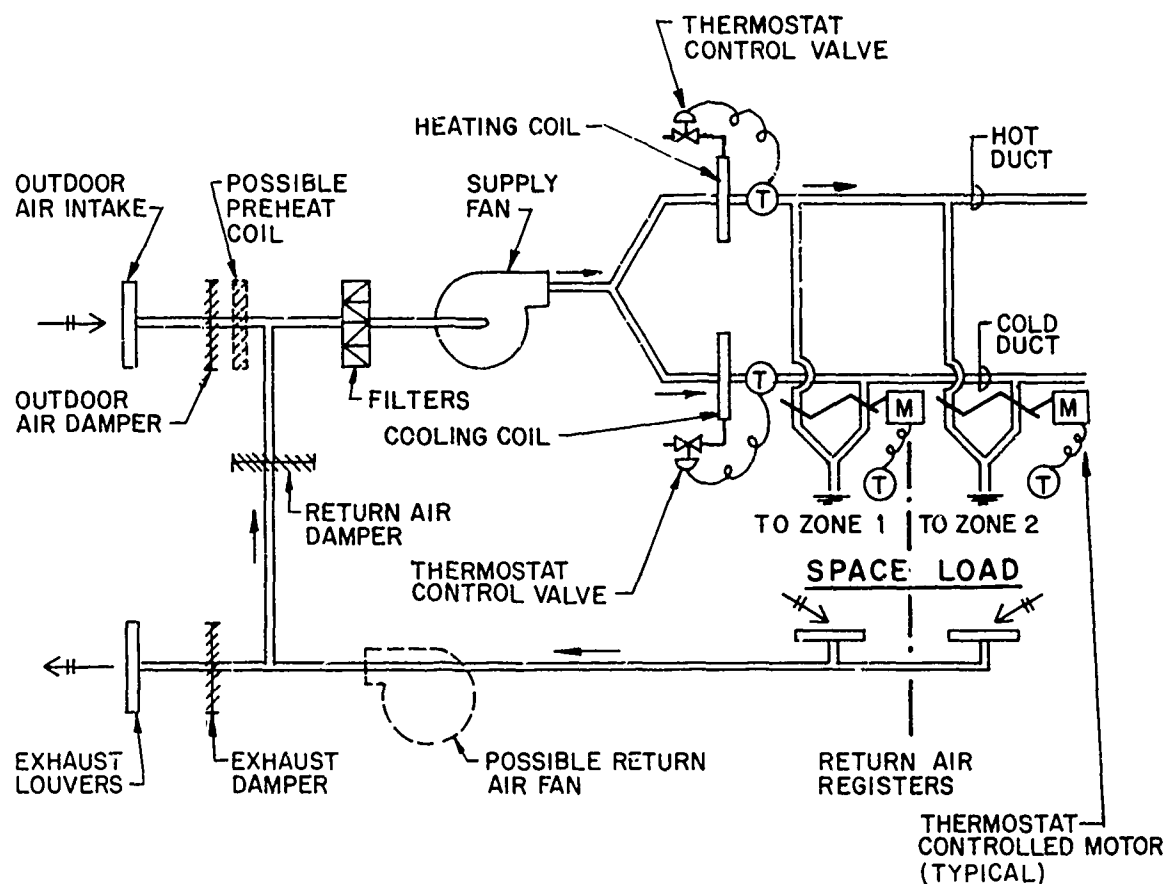 THERMOSTAT
CONTROL VALVE
HEATING COIL
HOT
DUCT
OUTDOOR
AIR INTAKE
POSSIBLE
PREHEAT
COIL
SUPPLY
FAN
T
COLD
DUCT
OUTDOOR
AIR DAMPER
FILTERS
COOLING COIL
T
M
M
T
T
RETURN AIR
DAMPER
TO ZONE 1
TO ZONE 2
THERMOSTAT
CONTROL VALVE
SPACE LOAD
EXHAUST
LOUVERS
EXHAUST
DAMPER
POSSIBLE RETURN
AIR FAN
RETURN AIR
REGISTERS
THERMOSTAT
CONTROLLED MOTOR
(TYPICAL)